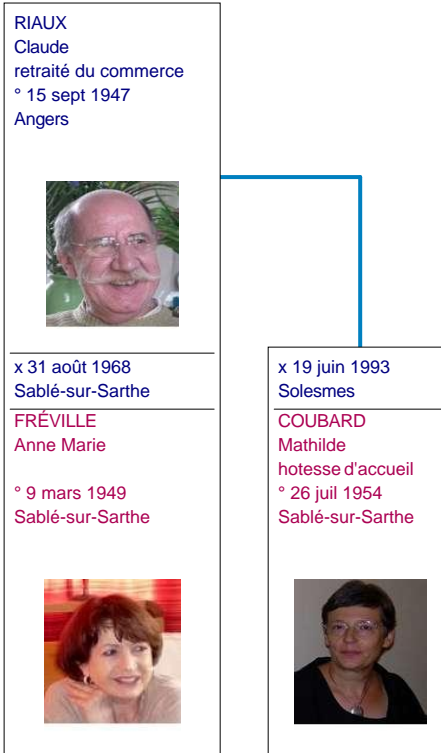 RIAUX
Claude
retraité du commerce
° 15 sept 1947
Angers
x 31 août 1968
Sablé-sur-Sarthe
FRÉVILLE
Anne Marie
° 9 mars 1949
Sablé-sur-Sarthe
x 19 juin 1993
Solesmes
COUBARD
Mathilde
hotesse d'accueil
° 26 juil 1954
Sablé-sur-Sarthe